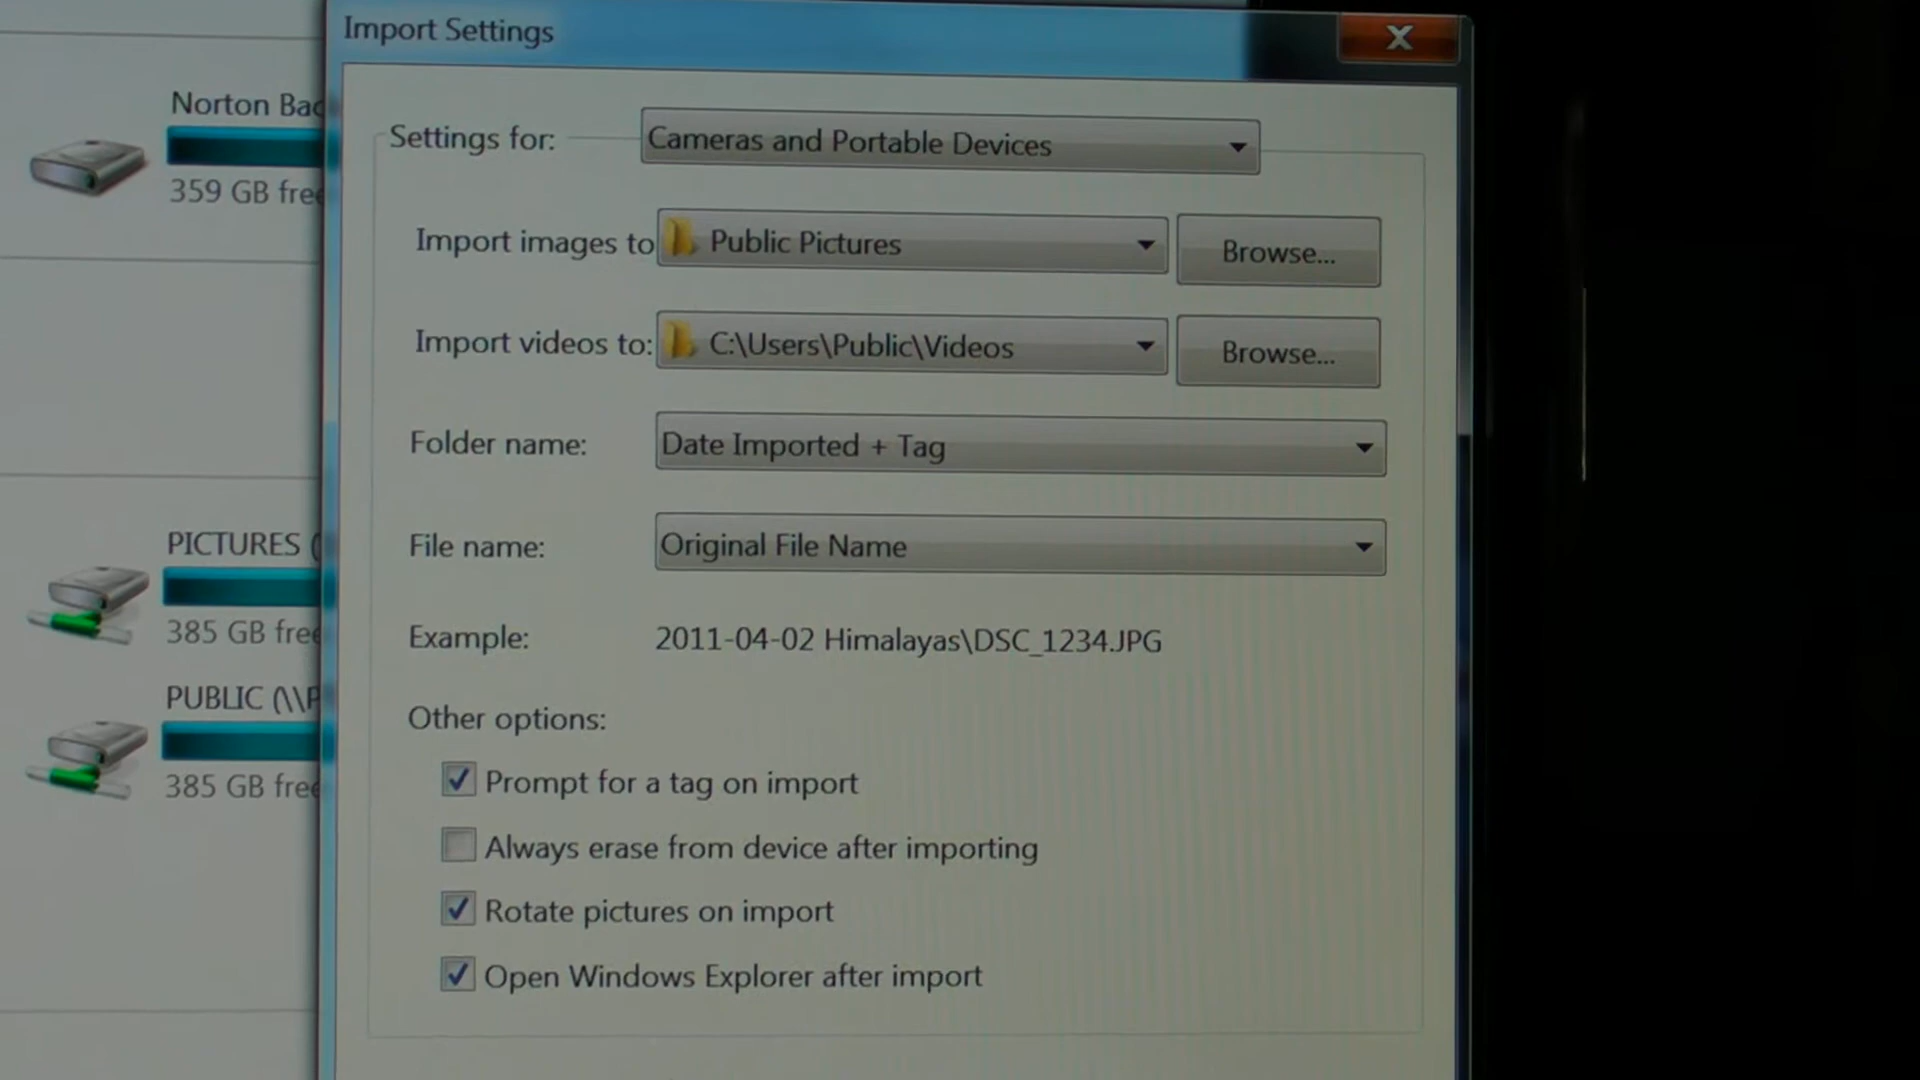 Import Settings
Norton Bac
359 GB free
Settings for:
Cameras and Portable Devices
Import images to
Public Pictures
Browse...
Import videos to:
C:\Users\Public\Videos
Browse...
Folder name:
Date Imported + Tag
File name:
Original File Name
PICTURES (
385 GB free
Example:
2011-04-02 Himalayas\DSC_1234.JPG
PUBLIC (\\P
385 GB free
Other options:
Prompt for a tag on import
Always erase from device after importing
Rotate pictures on import
Open Windows Explorer after import